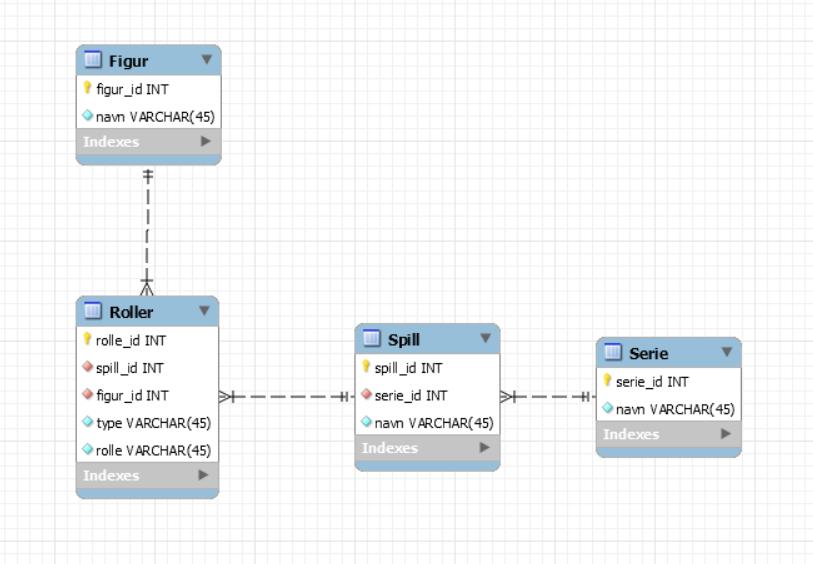 Figur
figur_id INT
navn VARCHAR(45)
Indexes
Roller
rolle_id INT
spill_id INT
figur_id INT
type VARCHAR(45)
rolle VARCHAR(45)
Indexes
Spill
spill_id INT
serie_id INT
navn VARCHAR(45)
Indexes
Serie
serie_id INT
navn VARCHAR(45)
Indexes